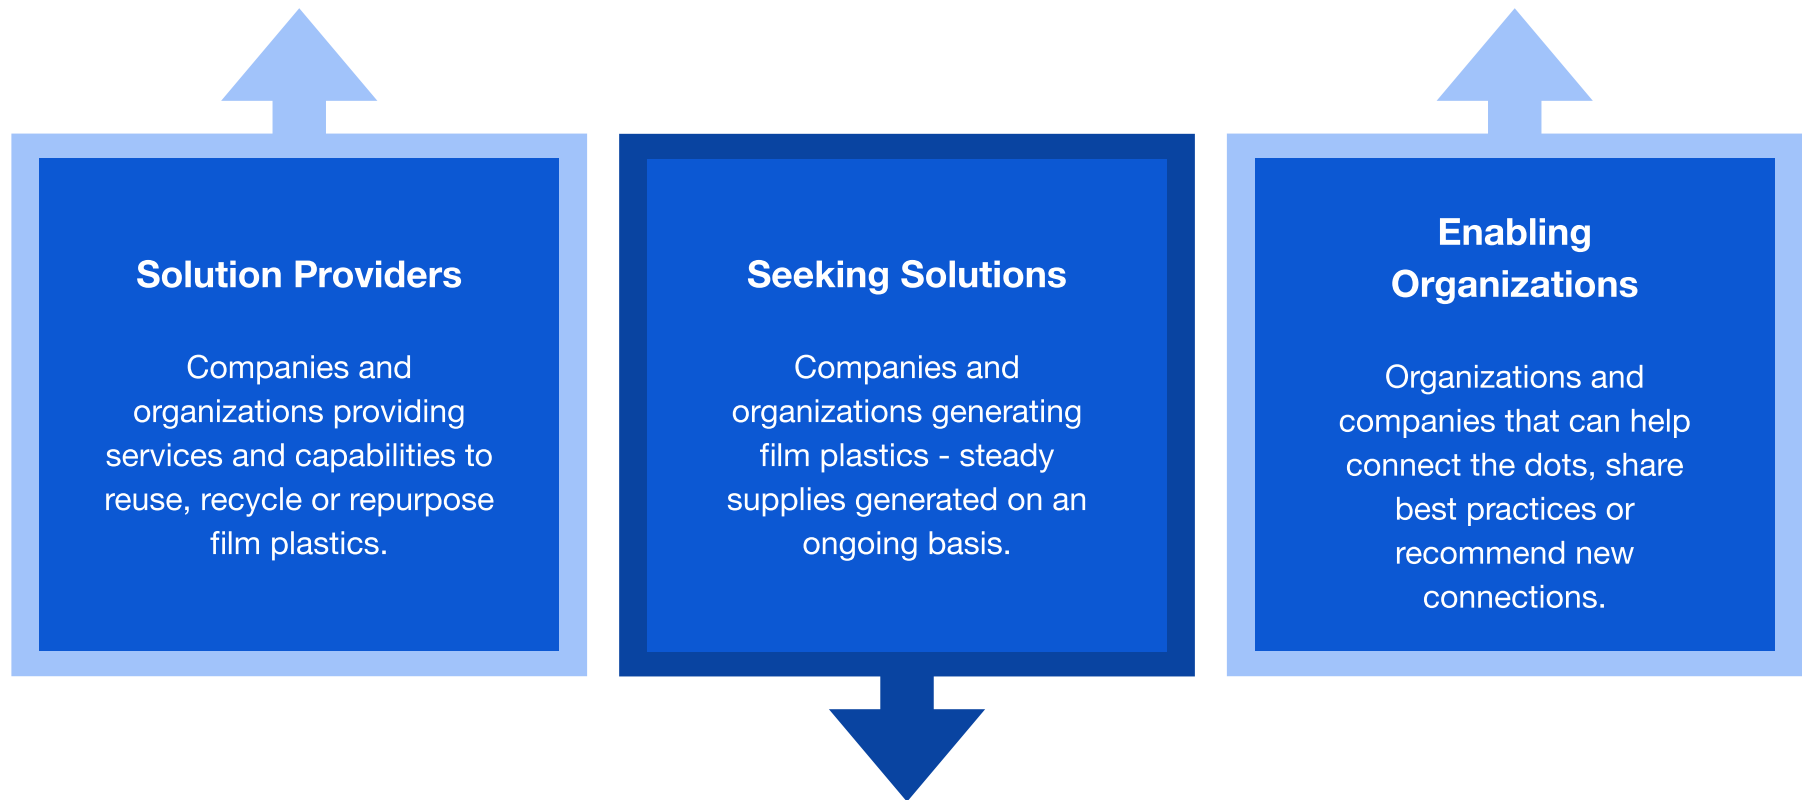 Solution Providers
Companies and
organizations providing
services and capabilities to
reuse, recycle or repurpose
film plastics.
Seeking Solutions
Companies and
organizations generating
film plastics - steady
supplies generated on an
ongoing basis.
Enabling
Organizations
Organizations and
companies that can help
connect the dots, share
best practices or
recommend new
connections.